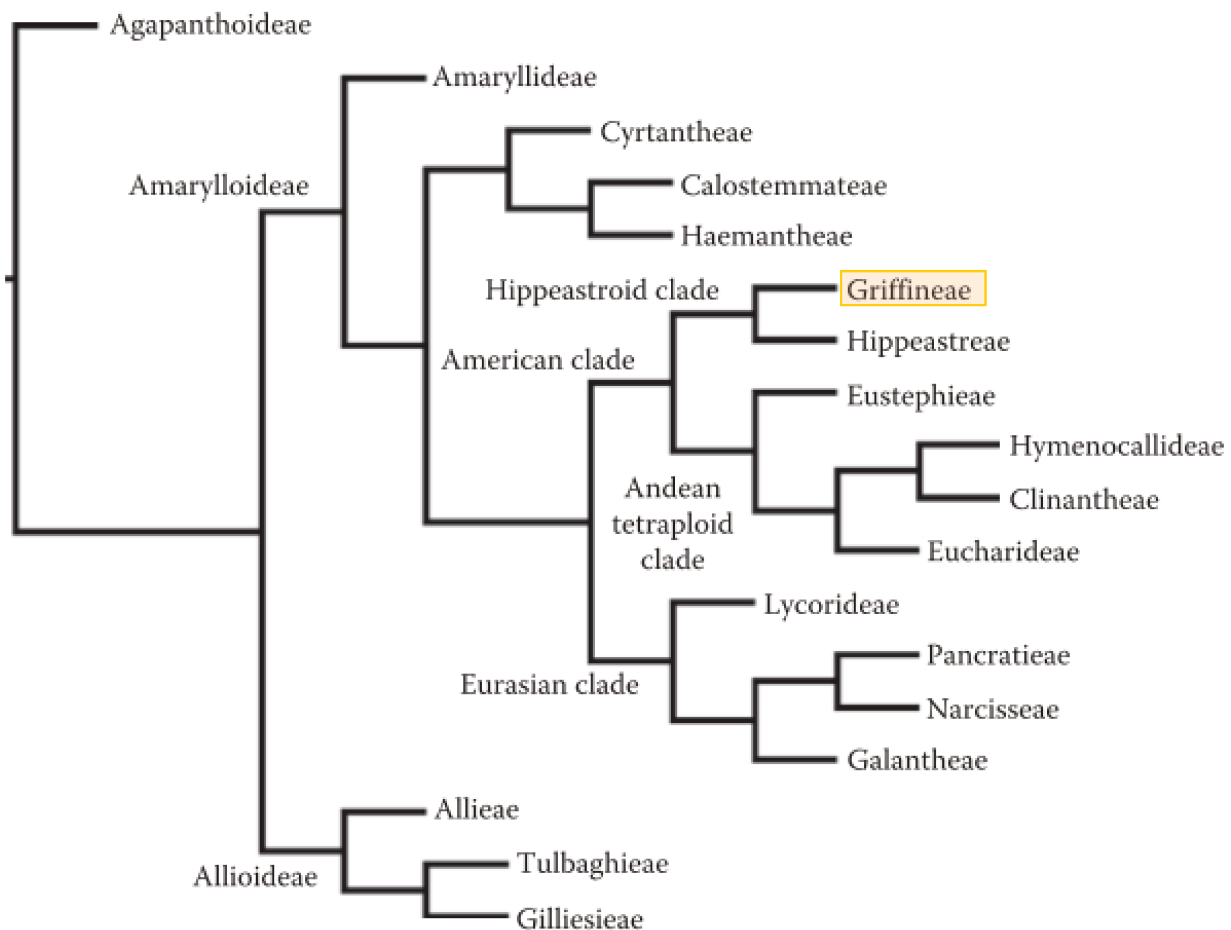 Agapanthoideae
Amaryllideae
Cyrtantheae
Amarylloideae
Calostemmateae
Haemantheae
Hippeastroid clade
Griffineae
Hippeastreae
American clade
Eustephieae
Hymenocallideae
Andean
tetraploid
clade
Clinantheae
Eucharideae
Lycorideae
Pancratieae
Eurasian clade
Narcisseae
Galantheae
Allieae
Tulbaghieae
Allioideae
Gilliesieae